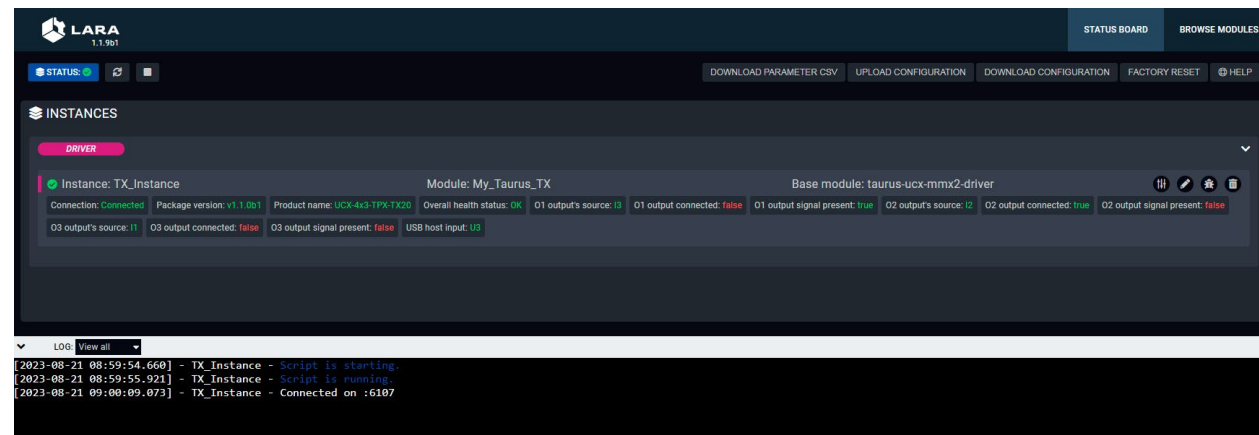 LARA
1.1.9b1
STATUS BOARD
BROWSE MODULES
STATUS:
DOWNLOAD PARAMETER CSV
UPLOAD CONFIGURATION
DOWNLOAD CONFIGURATION
FACTORY RESET
HELP
INSTANCES
DRIVER
Instance: TX_Instance
Module: My_Taurus_TX
Base module: taurus-ucx-mmx2-driver
Connection: Connected
Package version: v1.1.0b1
Product name: UCX-4x3-TPX-TX20
Overall health status: OK
O1 output's source: I3
O1 output connected: false
O1 output signal present: true
O2 output's source: I2
O2 output connected: true
O2 output signal present: false
O3 output's source: I1
O3 output connected: false
O3 output signal present: false
USB host input: U3
LOG: View all
[2023-08-21 08:59:54.660] - TX_Instance - Script is starting.
[2023-08-21 08:59:55.921] - TX_Instance - Script is running.
[2023-08-21 09:00:09.073] - TX_Instance - Connected on :6107